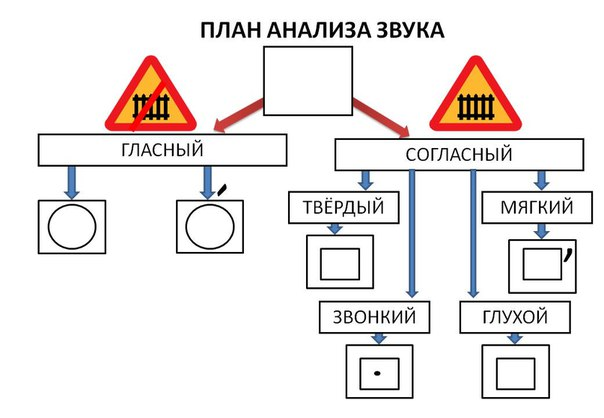 ПЛАН АНАЛИЗА ЗВУКА
ГЛАСНЫЙ
СОГЛАСНЫЙ
ТВЁРДЫЙ
МЯГКИЙ
ЗВОНКИЙ
ГЛУХОЙ